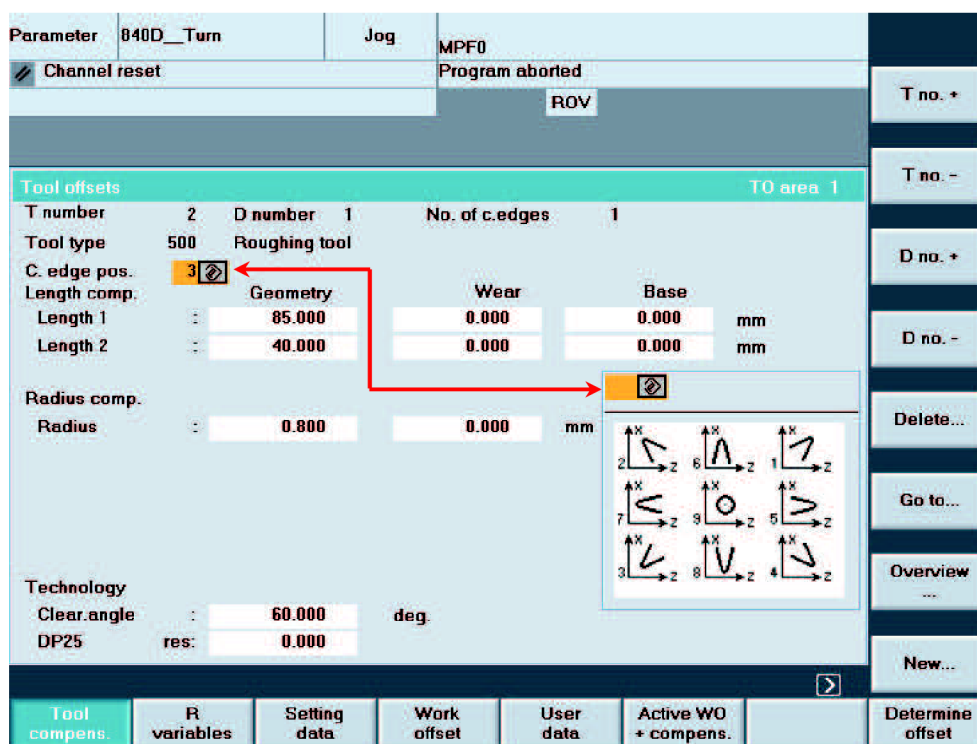 Parameter 840D__Turn Jog MPF0
Channel reset Program aborted
ROV
T no. +
T no. -
D no. +
D no. -
Delete...
Go to...
Overview
...
New...
Tool offsets TO area 1
T number 2 D number 1 No. of c.edges 1
Tool type 500 Roughing tool
C. edge pos. 3
Length comp. Geometry Wear Base
Length 1 : 85.000 0.000 0.000 mm
Length 2 : 40.000 0.000 0.000 mm
Radius comp.
Radius : 0.800 0.000 mm
X X X
2 Z 6 Z 1 Z
X X X
7 Z 9 Z 5 Z
X X X
3 Z 8 Z 4 Z
Technology
Clear.angle : 60.000 deg.
DP25 res: 0.000
Tool compens.
R variables
Setting data
Work offset
User data
Active WO + compens.
Determine offset